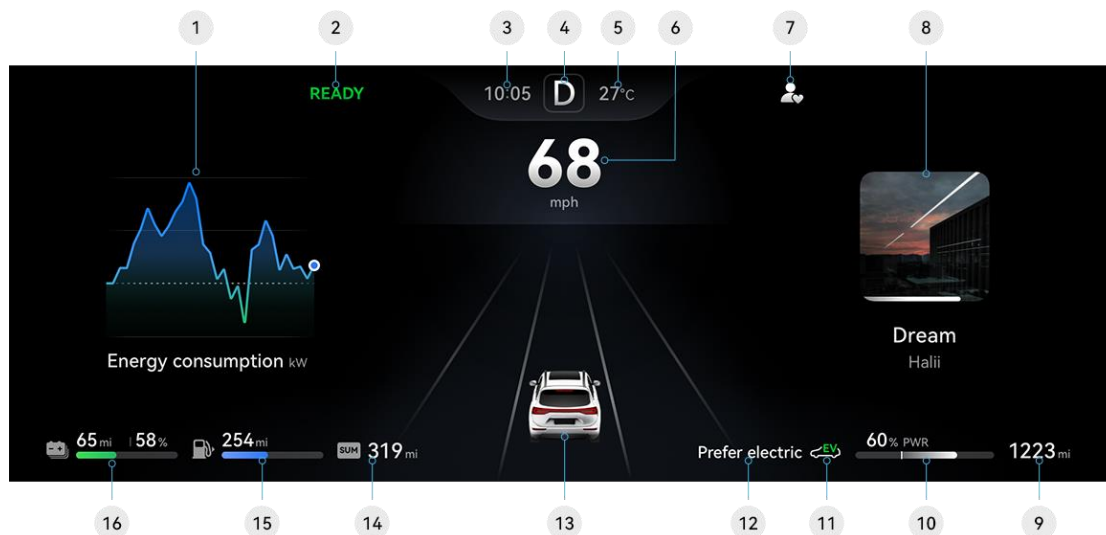 1 2 3 4 5 6 7 8
READY 10:05 D 27°C
68
mph
Energy consumption kW
Dream
Halii
65 mi | 58% 254 mi SUM 319 mi Prefer electric EV 60% PWR 1223 mi
16 15 14 13 12 11 10 9